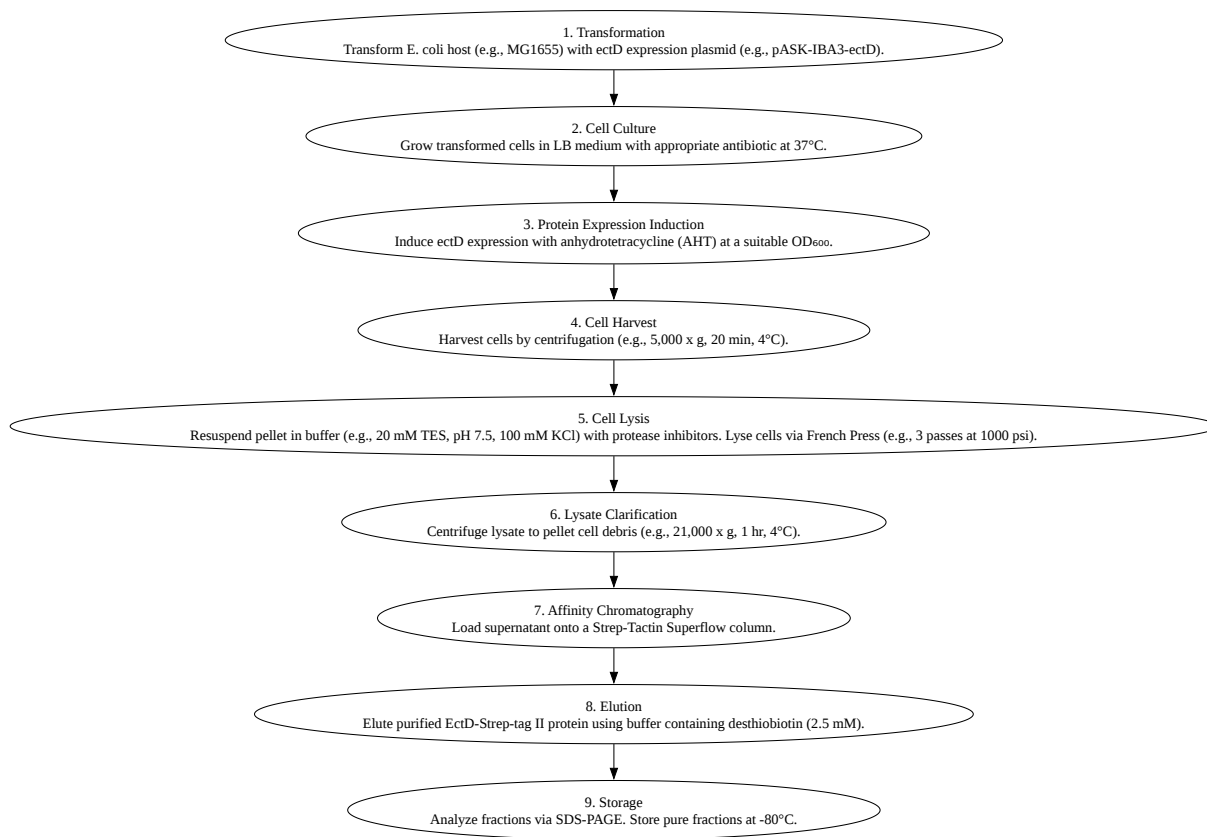 1. Transformation
Transform E. coli host (e.g., MG1655) with ectD expression plasmid (e.g., pASK-IBA3-ectD).
2. Cell Culture
Grow transformed cells in LB medium with appropriate antibiotic at 37°C.
3. Protein Expression Induction
Induce ectD expression with anhydrotetracycline (AHT) at a suitable OD₆₀₀.
4. Cell Harvest
Harvest cells by centrifugation (e.g., 5,000 x g, 20 min, 4°C).
5. Cell Lysis
Resuspend pellet in buffer (e.g., 20 mM TES, pH 7.5, 100 mM KCl) with protease inhibitors. Lyse cells via French Press (e.g., 3 passes at 1000 psi).
6. Lysate Clarification
Centrifuge lysate to pellet cell debris (e.g., 21,000 x g, 1 hr, 4°C).
7. Affinity Chromatography
Load supernatant onto a Strep-Tactin Superflow column.
8. Elution
Elute purified EctD-Strep-tag II protein using buffer containing desthiobiotin (2.5 mM).
9. Storage
Analyze fractions via SDS-PAGE. Store pure fractions at -80°C.